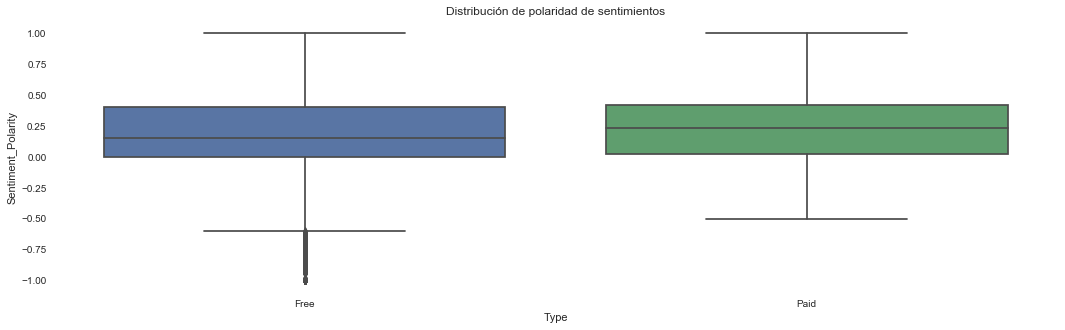 Distribución de polaridad de sentimientos
1.00
0.75
0.50
0.25
0.00
−0.25
−0.50
−0.75
−1.00
Sentiment_Polarity
Free
Paid
Type